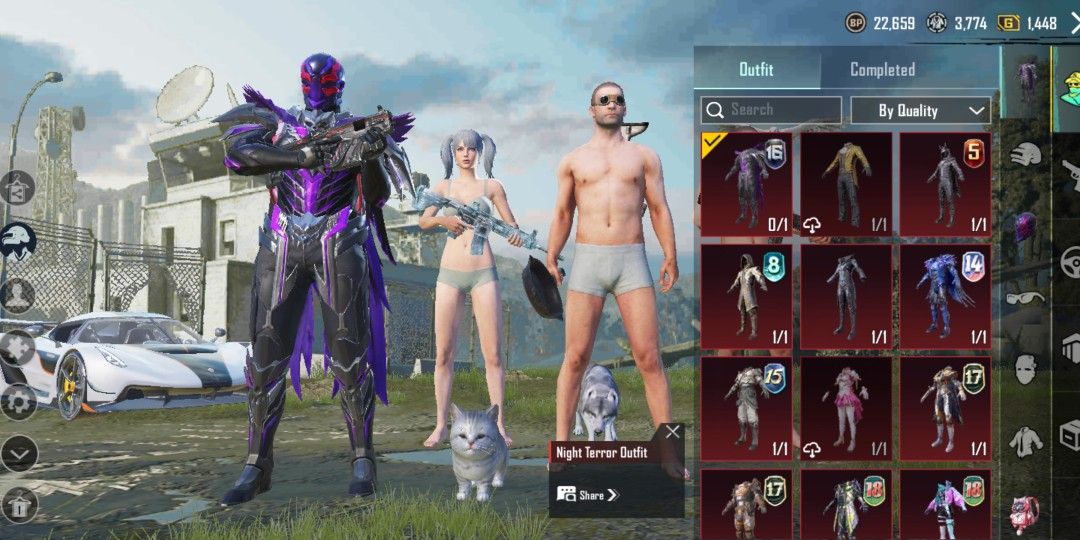 BP 22,659 3,774 G 1,448
Outfit Completed
Search By Quality
16 5
0/1 1/1 1/1
8 14
1/1 1/1 1/1
15 17
1/1 1/1 1/1
17 18 18
Night Terror Outfit
Share